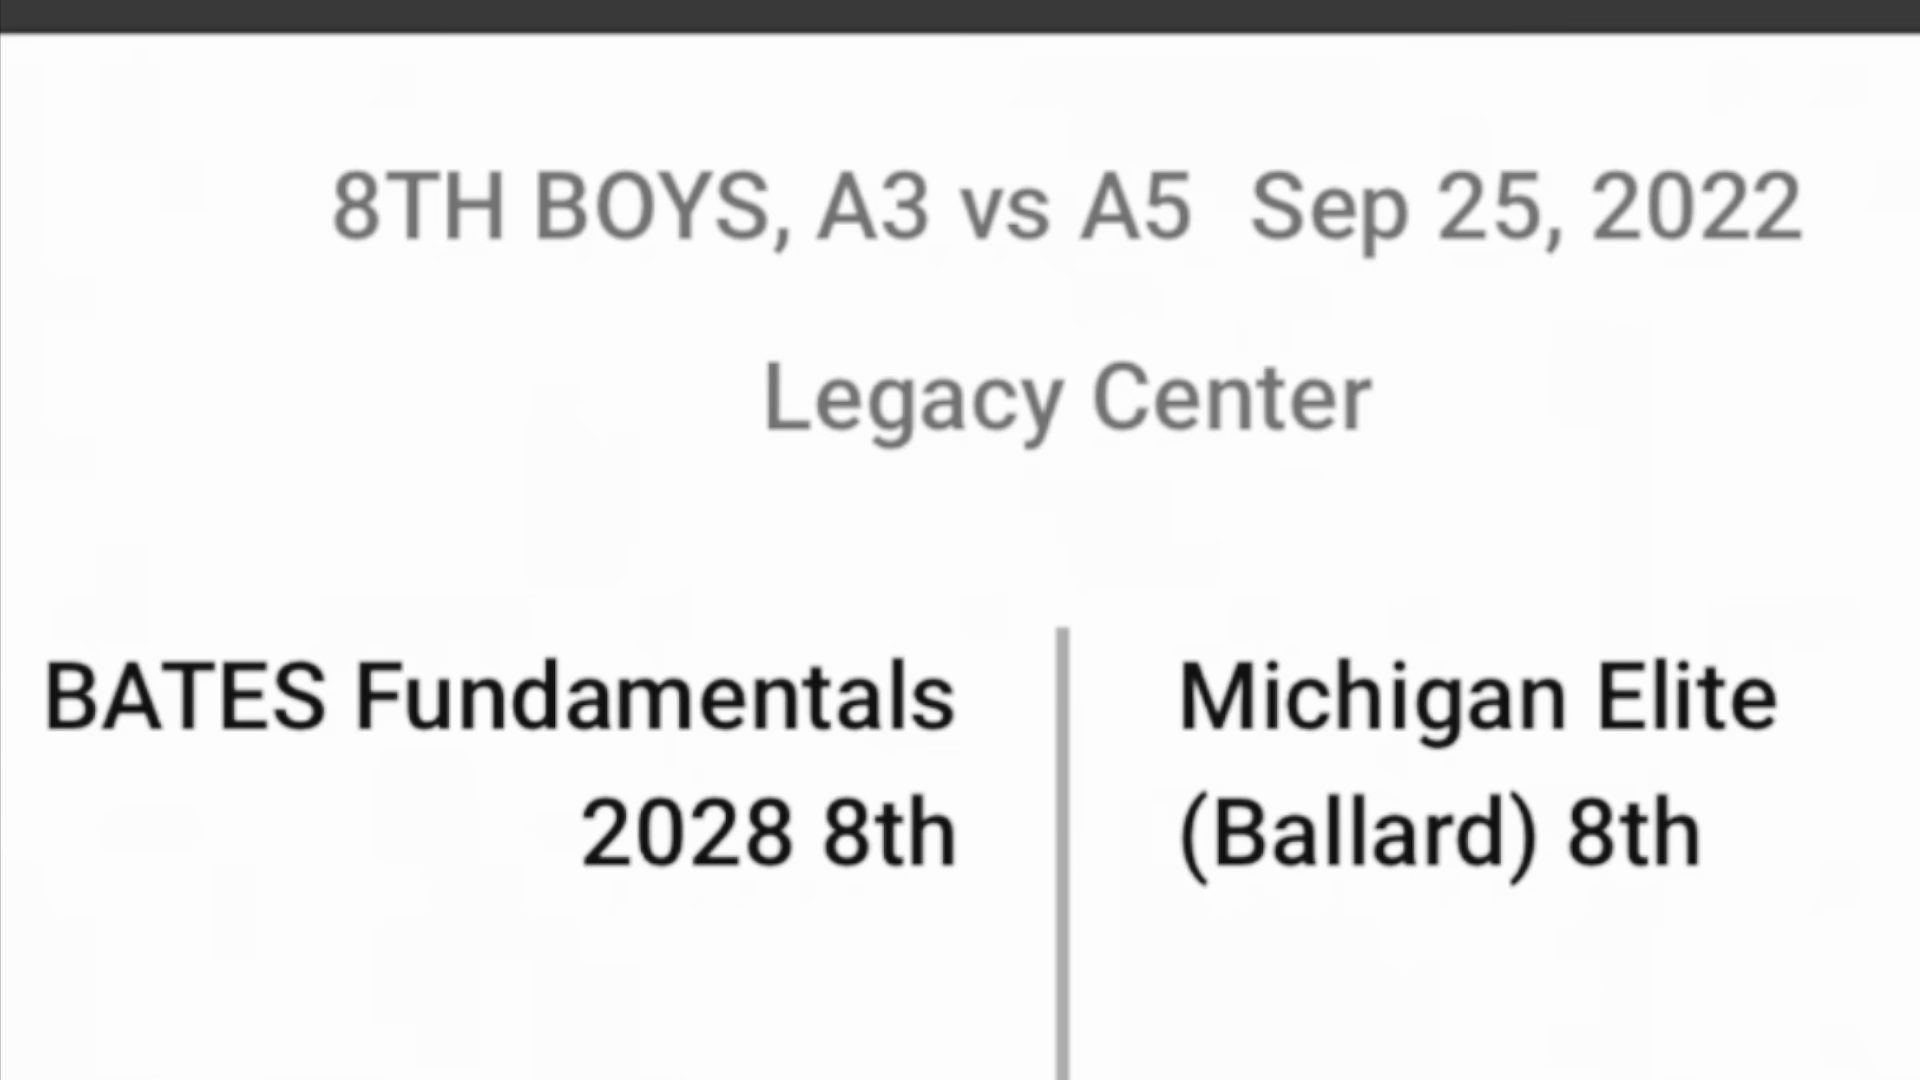 8TH BOYS, A3 vs A5 Sep 25, 2022
Legacy Center
BATES Fundamentals
2028 8th
Michigan Elite
(Ballard) 8th